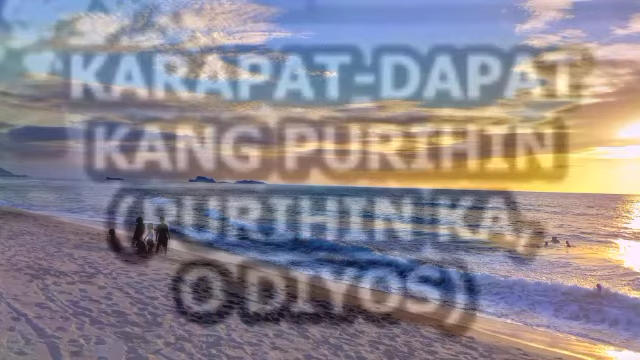 KARAPAT-DAPAT
KANG PURIHIN
(PURIHIN KA,
O DIYOS)